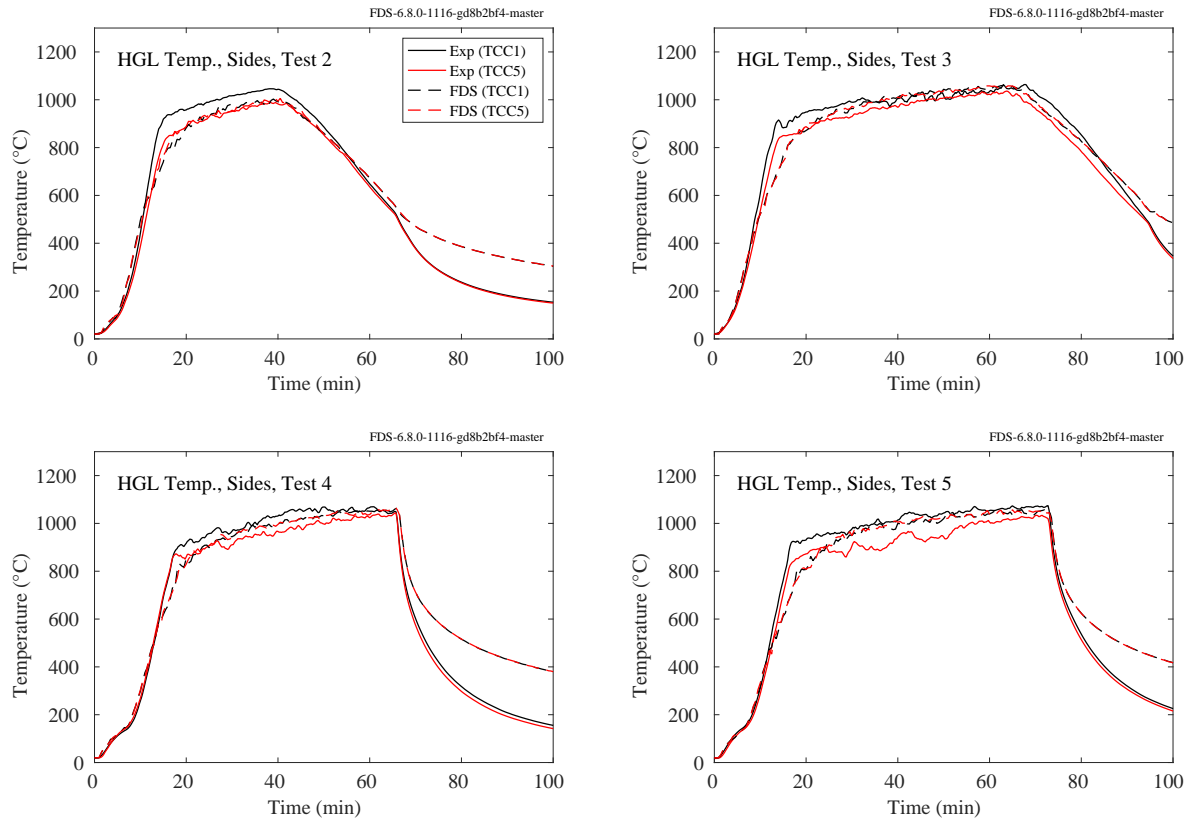 FDS-6.8.0-1116-gd8b2bf4-master
HGL Temp., Sides, Test 2
Exp (TCC1)
Exp (TCC5)
FDS (TCC1)
FDS (TCC5)
1200
1000
800
600
400
200
0
Temperature (°C)
0 20 40 60 80 100
Time (min)
FDS-6.8.0-1116-gd8b2bf4-master
HGL Temp., Sides, Test 3
1200
1000
800
600
400
200
0
Temperature (°C)
0 20 40 60 80 100
Time (min)
FDS-6.8.0-1116-gd8b2bf4-master
HGL Temp., Sides, Test 4
1200
1000
800
600
400
200
0
Temperature (°C)
0 20 40 60 80 100
Time (min)
FDS-6.8.0-1116-gd8b2bf4-master
HGL Temp., Sides, Test 5
1200
1000
800
600
400
200
0
Temperature (°C)
0 20 40 60 80 100
Time (min)